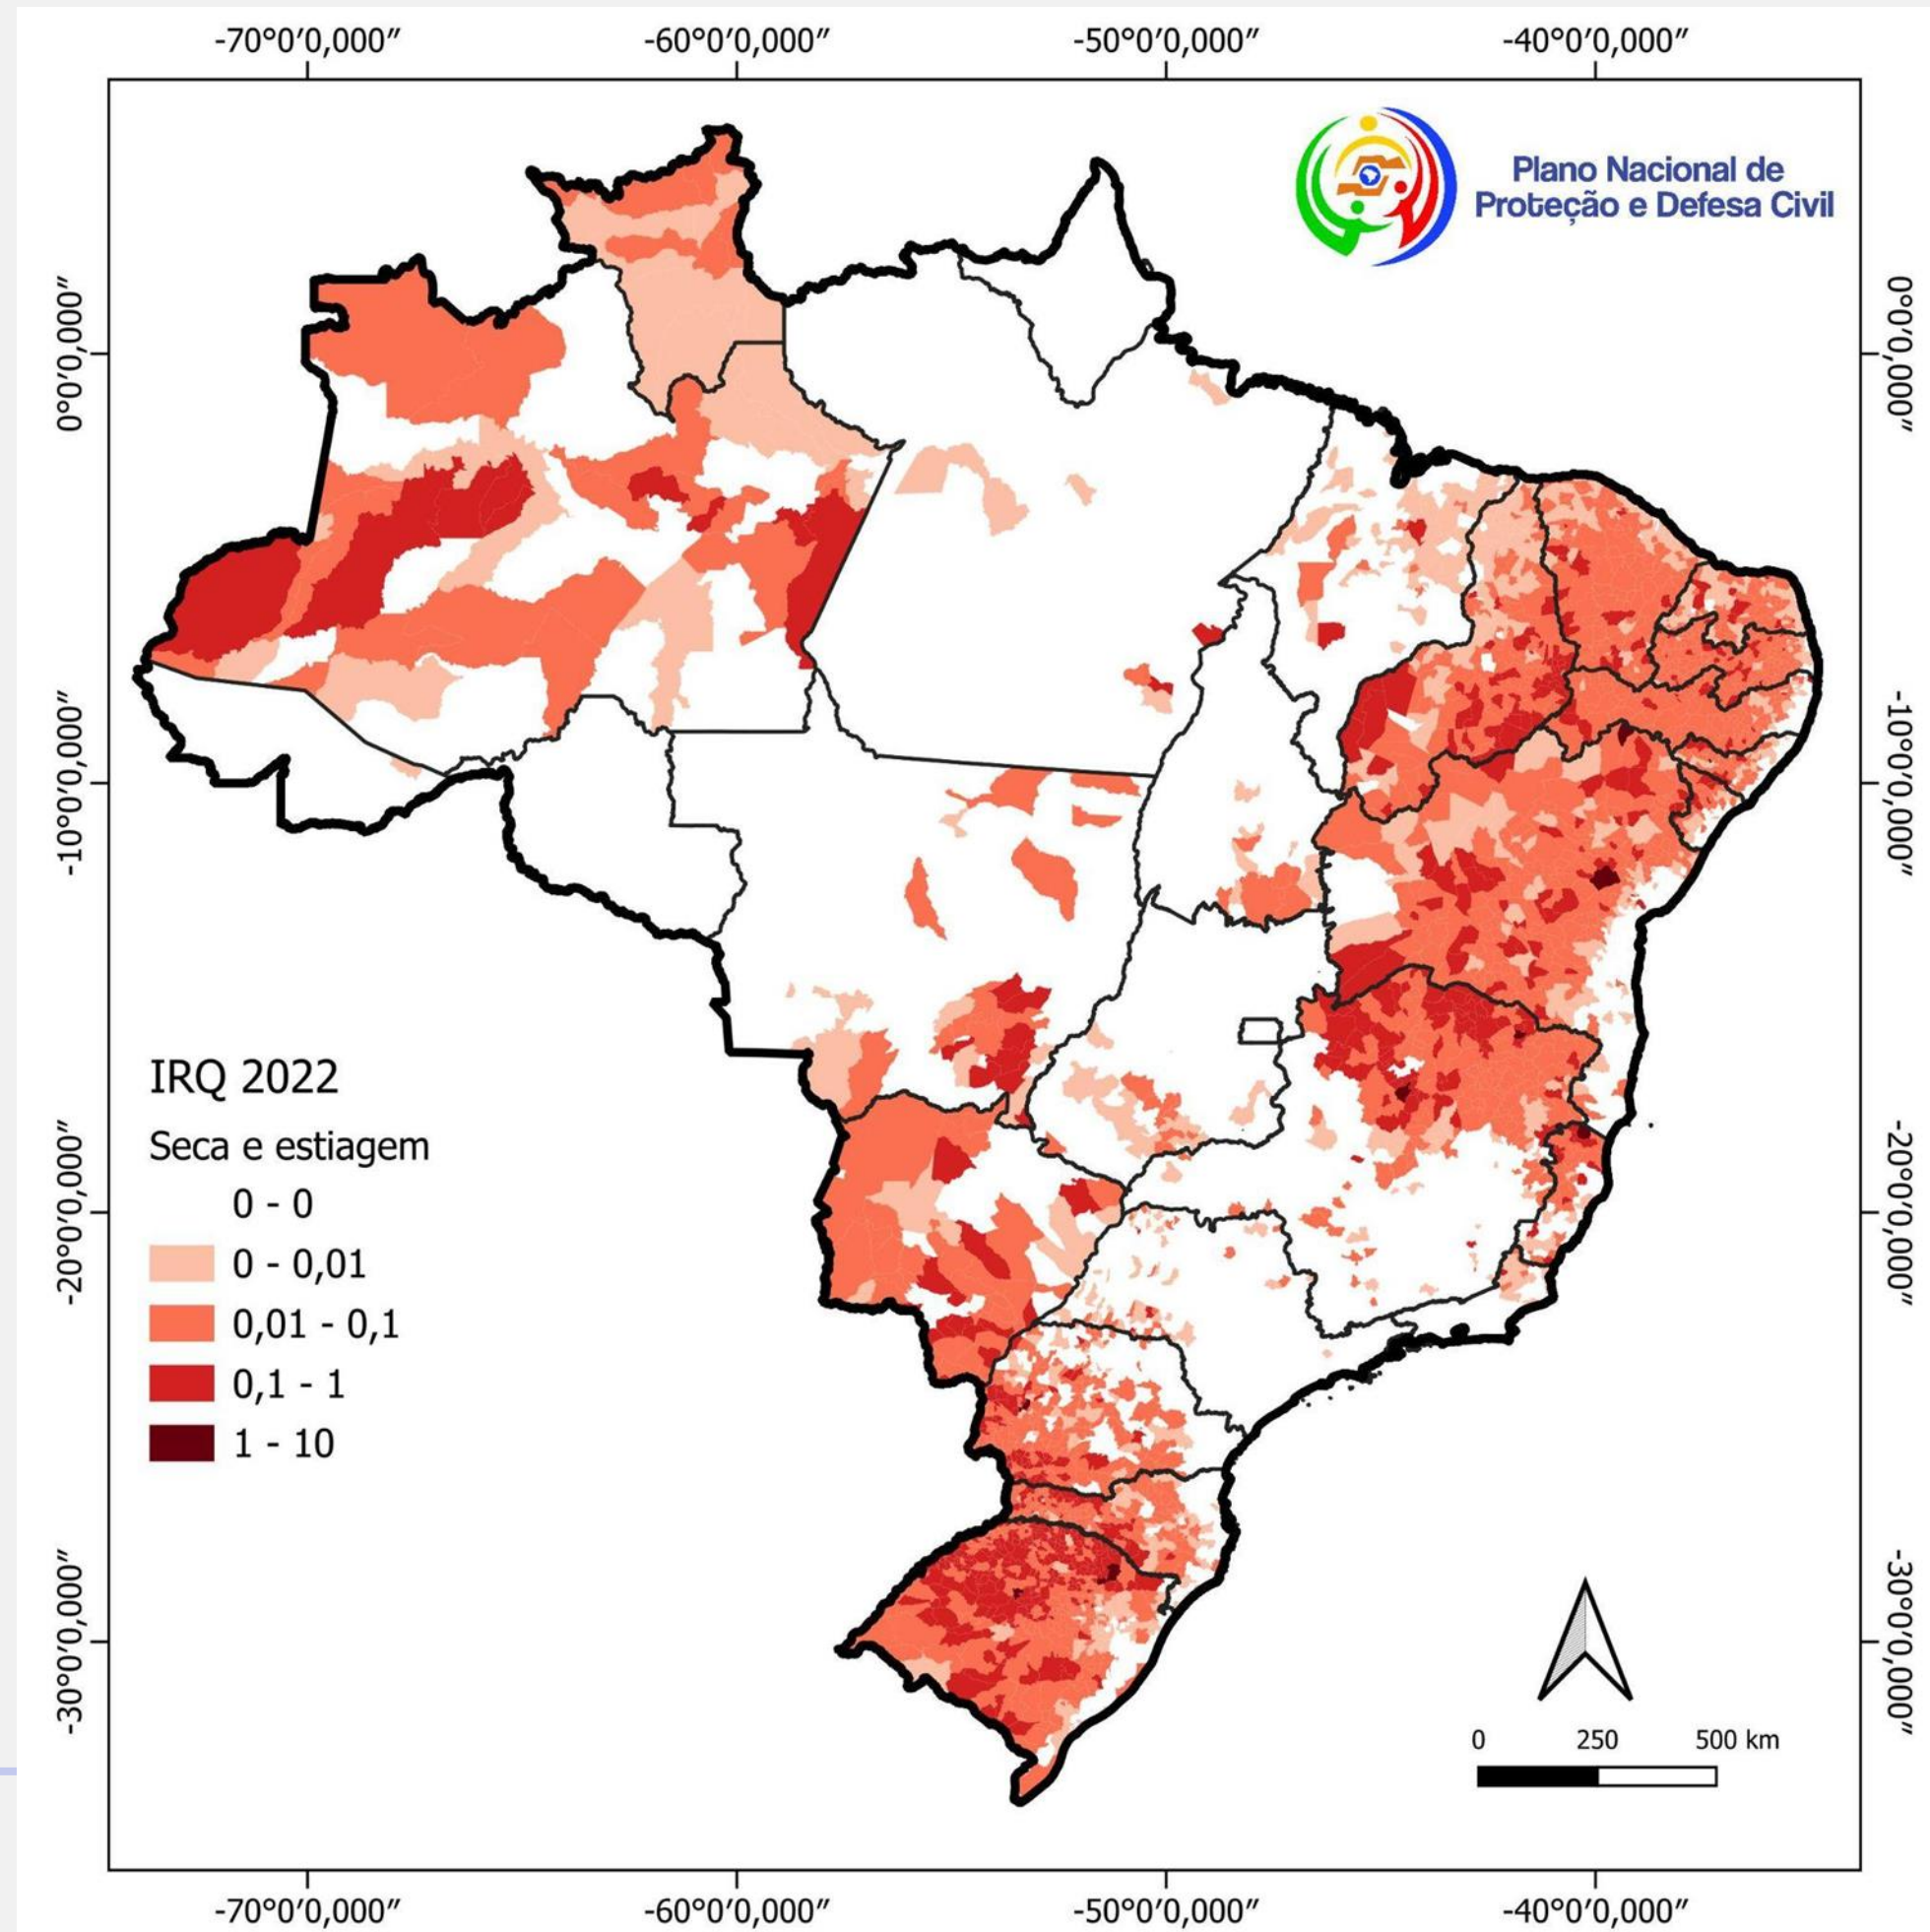 -70°0′0,000″ -60°0′0,000″ -50°0′0,000″ -40°0′0,000″
Plano Nacional de
Proteção e Defesa Civil
0°0′0,000″
0°0′0,000″
-10°0′0,000″
-10°0′0,000″
-20°0′0,000″
-20°0′0,000″
-30°0′0,000″
-30°0′0,000″
IRQ 2022
Seca e estiagem
0 - 0
0 - 0,01
0,01 - 0,1
0,1 - 1
1 - 10
0 250 500 km
-70°0′0,000″ -60°0′0,000″ -50°0′0,000″ -40°0′0,000″